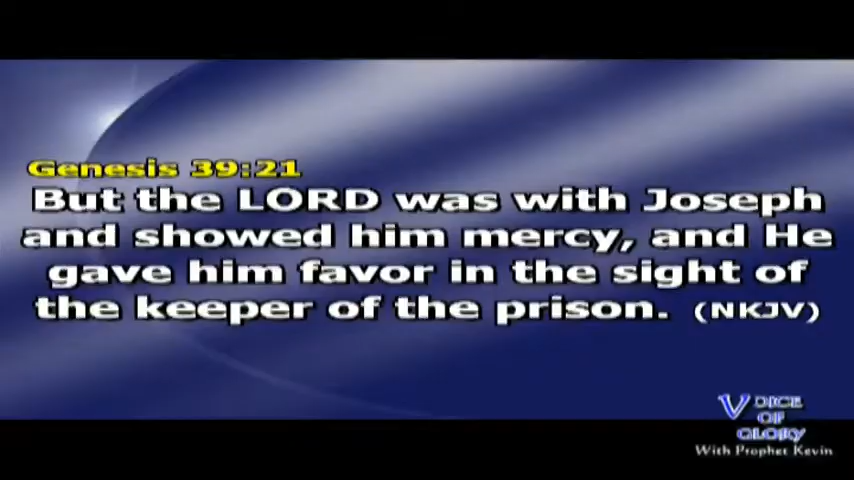 Genesis 39:21
But the LORD was with Joseph
and showed him mercy, and He
gave him favor in the sight of
the keeper of the prison. (NKJV)
VOICE
OF
GLORY
With Prophet Kevin